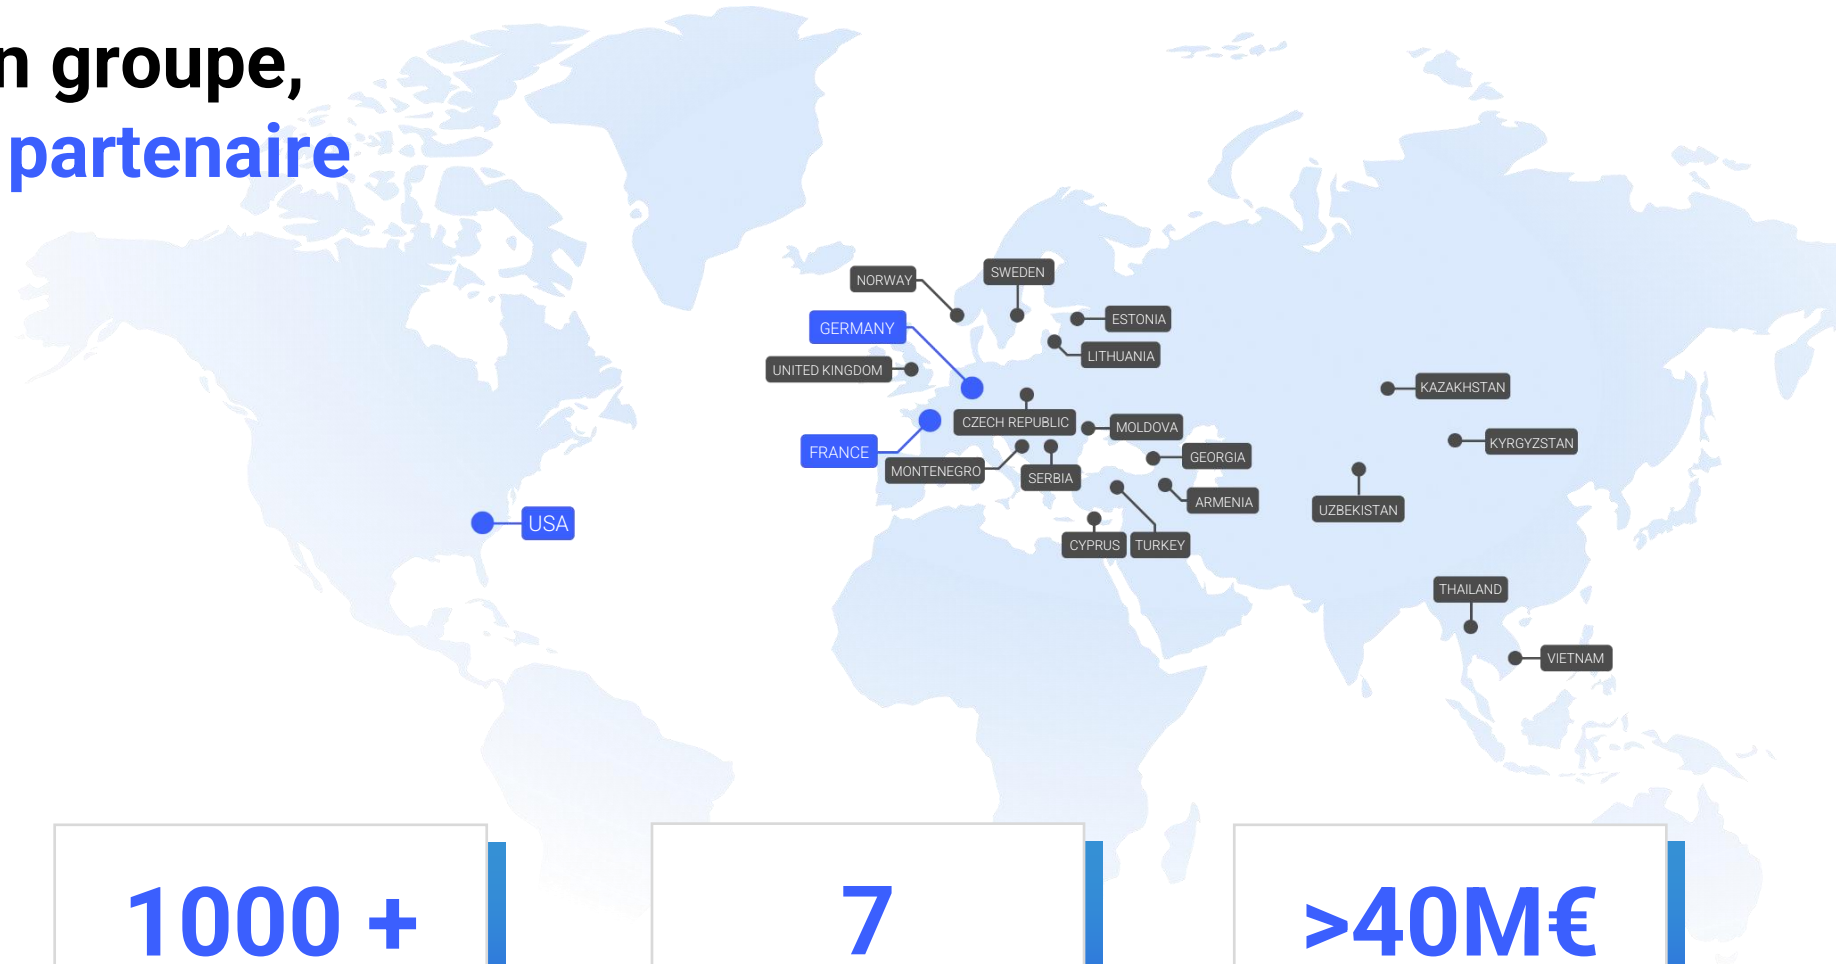 n groupe,
partenaire
NORWAY
SWEDEN
GERMANY
ESTONIA
LITHUANIA
UNITED KINGDOM
KAZAKHSTAN
CZECH REPUBLIC
MOLDOVA
KYRGYZSTAN
FRANCE
GEORGIA
MONTENEGRO
SERBIA
ARMENIA
UZBEKISTAN
USA
CYPRUS
TURKEY
THAILAND
VIETNAM
1000 +
7
>40M€